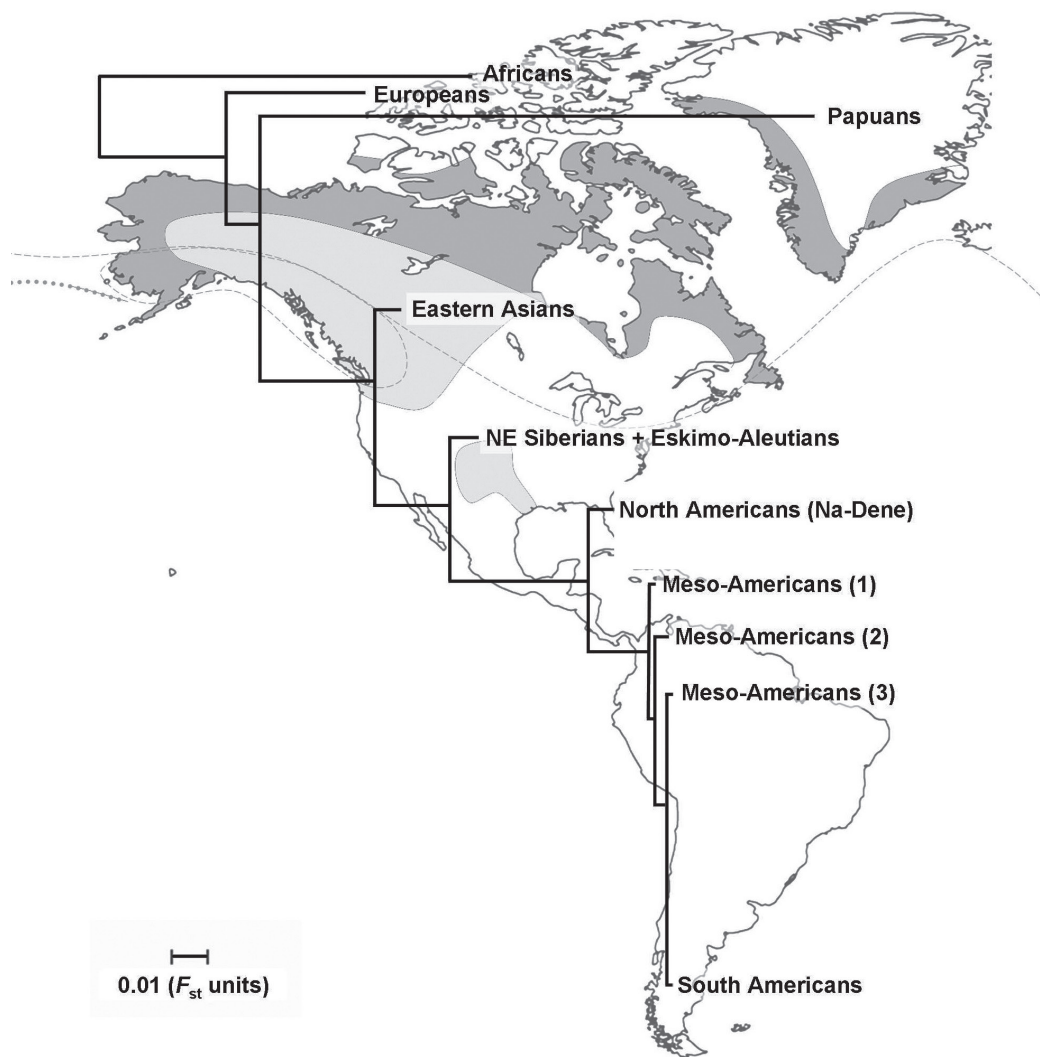 Africans
Europeans
Papuans
Eastern Asians
NE Siberians + Eskimo-Aleutians
North Americans (Na-Dene)
Meso-Americans (1)
Meso-Americans (2)
Meso-Americans (3)
South Americans
0.01 (Fst units)